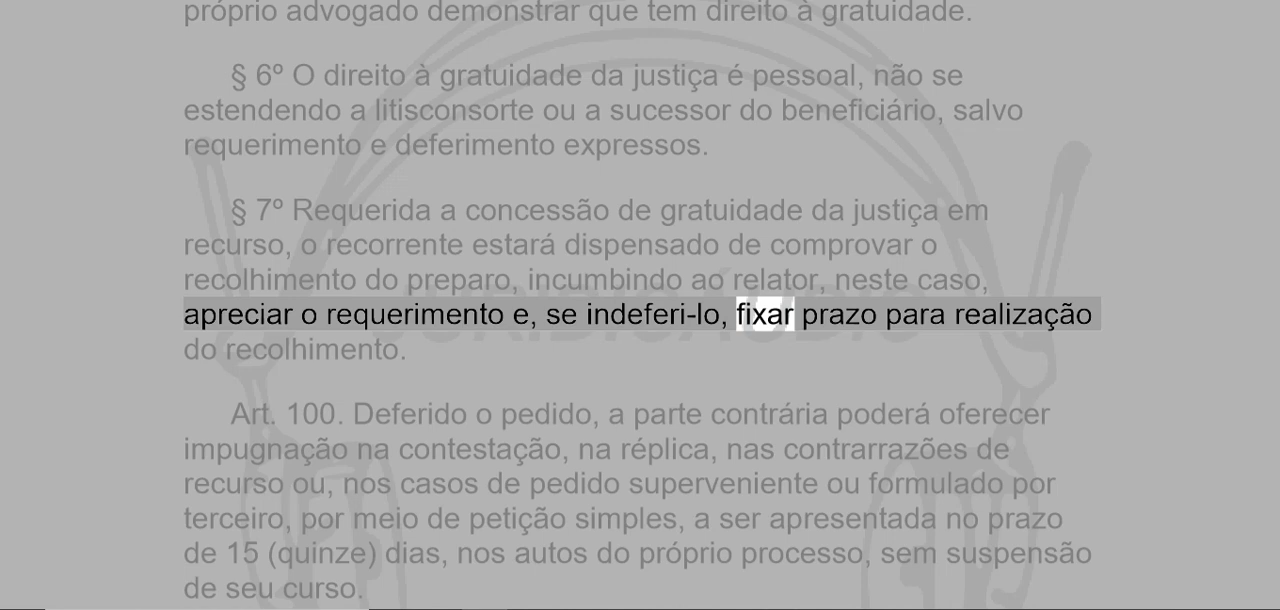 próprio advogado demonstrar que tem direito à gratuidade.
§ 6º O direito à gratuidade da justiça é pessoal, não se
estendendo a litisconsorte ou a sucessor do beneficiário, salvo
requerimento e deferimento expressos.
§ 7º Requerida a concessão de gratuidade da justiça em
recurso, o recorrente estará dispensado de comprovar o
recolhimento do preparo, incumbindo ao relator, neste caso,
apreciar o requerimento e, se indeferi-lo, fixar prazo para realização
do recolhimento.
Art. 100. Deferido o pedido, a parte contrária poderá oferecer
impugnação na contestação, na réplica, nas contrarrazões de
recurso ou, nos casos de pedido superveniente ou formulado por
terceiro, por meio de petição simples, a ser apresentada no prazo
de 15 (quinze) dias, nos autos do próprio processo, sem suspensão
de seu curso.